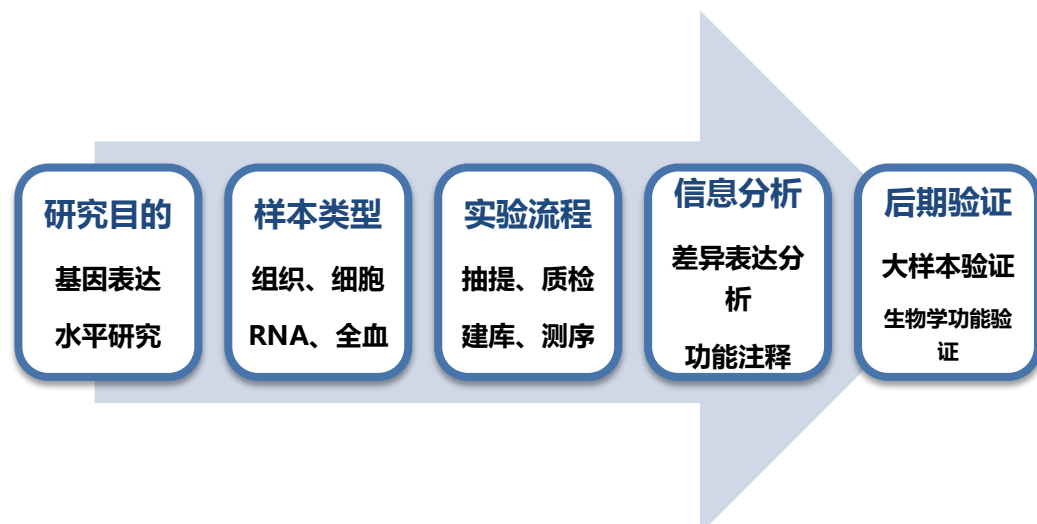 研究目的
基因表达
水平研究
样本类型
组织、细胞
RNA、全血
实验流程
抽提、质检
建库、测序
信息分析
差异表达分
析
功能注释
后期验证
大样本验证
生物学功能验
证